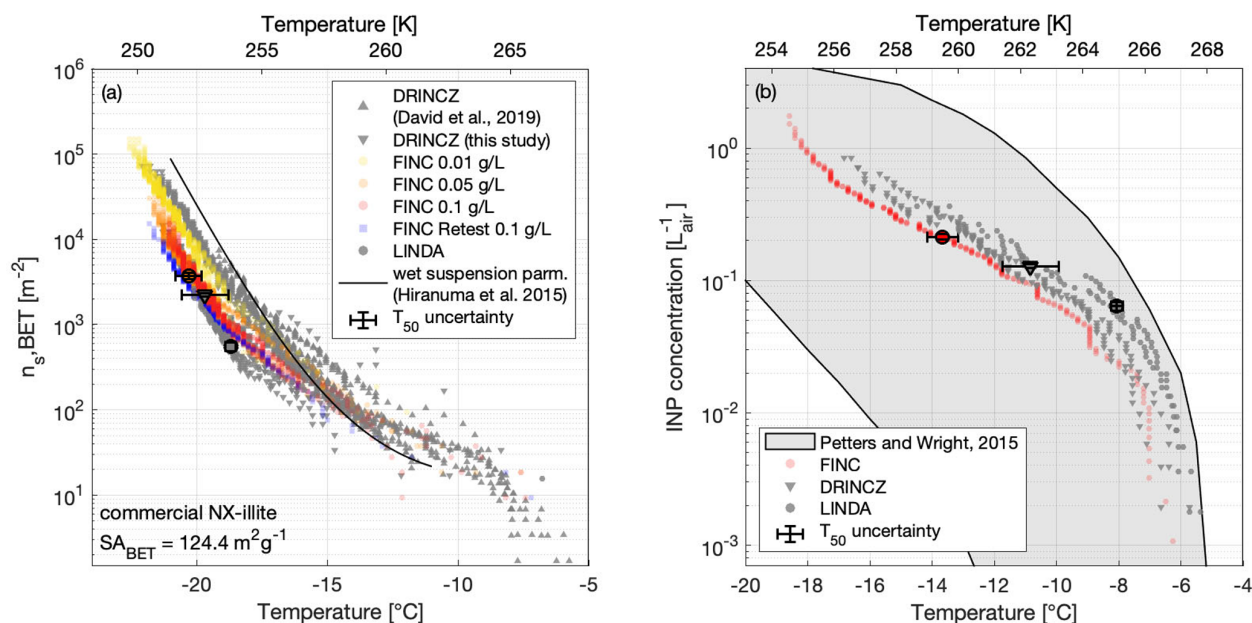 Temperature [K]
250 255 260 265
(a)
10^6
10^5
10^4
10^3
10^2
10^1
n_s,BET [m^-2]
DRINCZ
(David et al., 2019)
DRINCZ (this study)
FINC 0.01 g/L
FINC 0.05 g/L
FINC 0.1 g/L
FINC Retest 0.1 g/L
LINDA
wet suspension parm.
(Hiranuma et al. 2015)
T_50 uncertainty
commercial NX-illite
SA_BET = 124.4 m^2g^-1
-20 -15 -10 -5
Temperature [°C]
Temperature [K]
254 256 258 260 262 264 266 268
(b)
10^0
10^-1
10^-2
10^-3
INP concentration [L_air^-1]
Petters and Wright, 2015
FINC
DRINCZ
LINDA
T_50 uncertainty
-20 -18 -16 -14 -12 -10 -8 -6 -4
Temperature [°C]